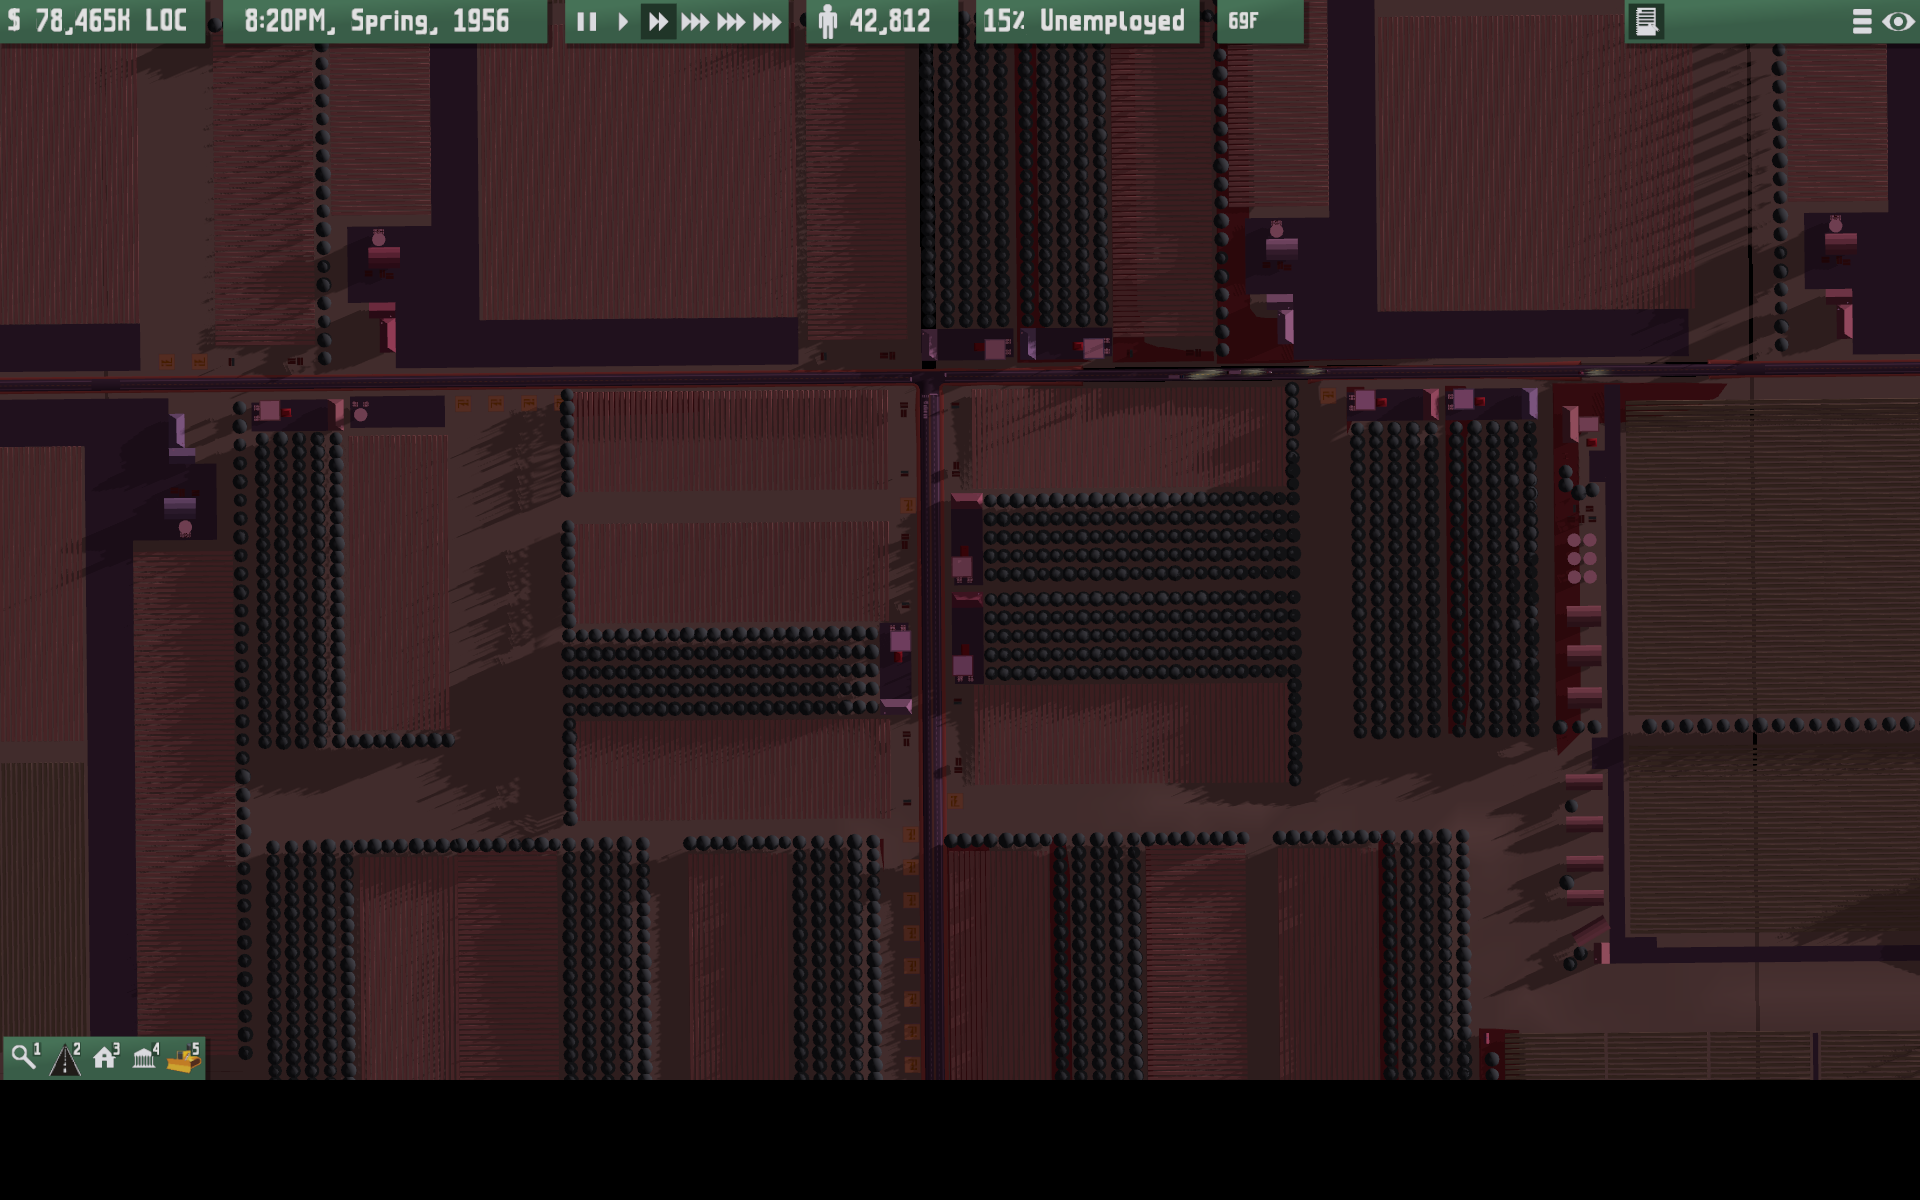 $ 78,465K LOC
8:20PM, Spring, 1956
42,812
15% Unemployed
69F
1 2 3 4 5